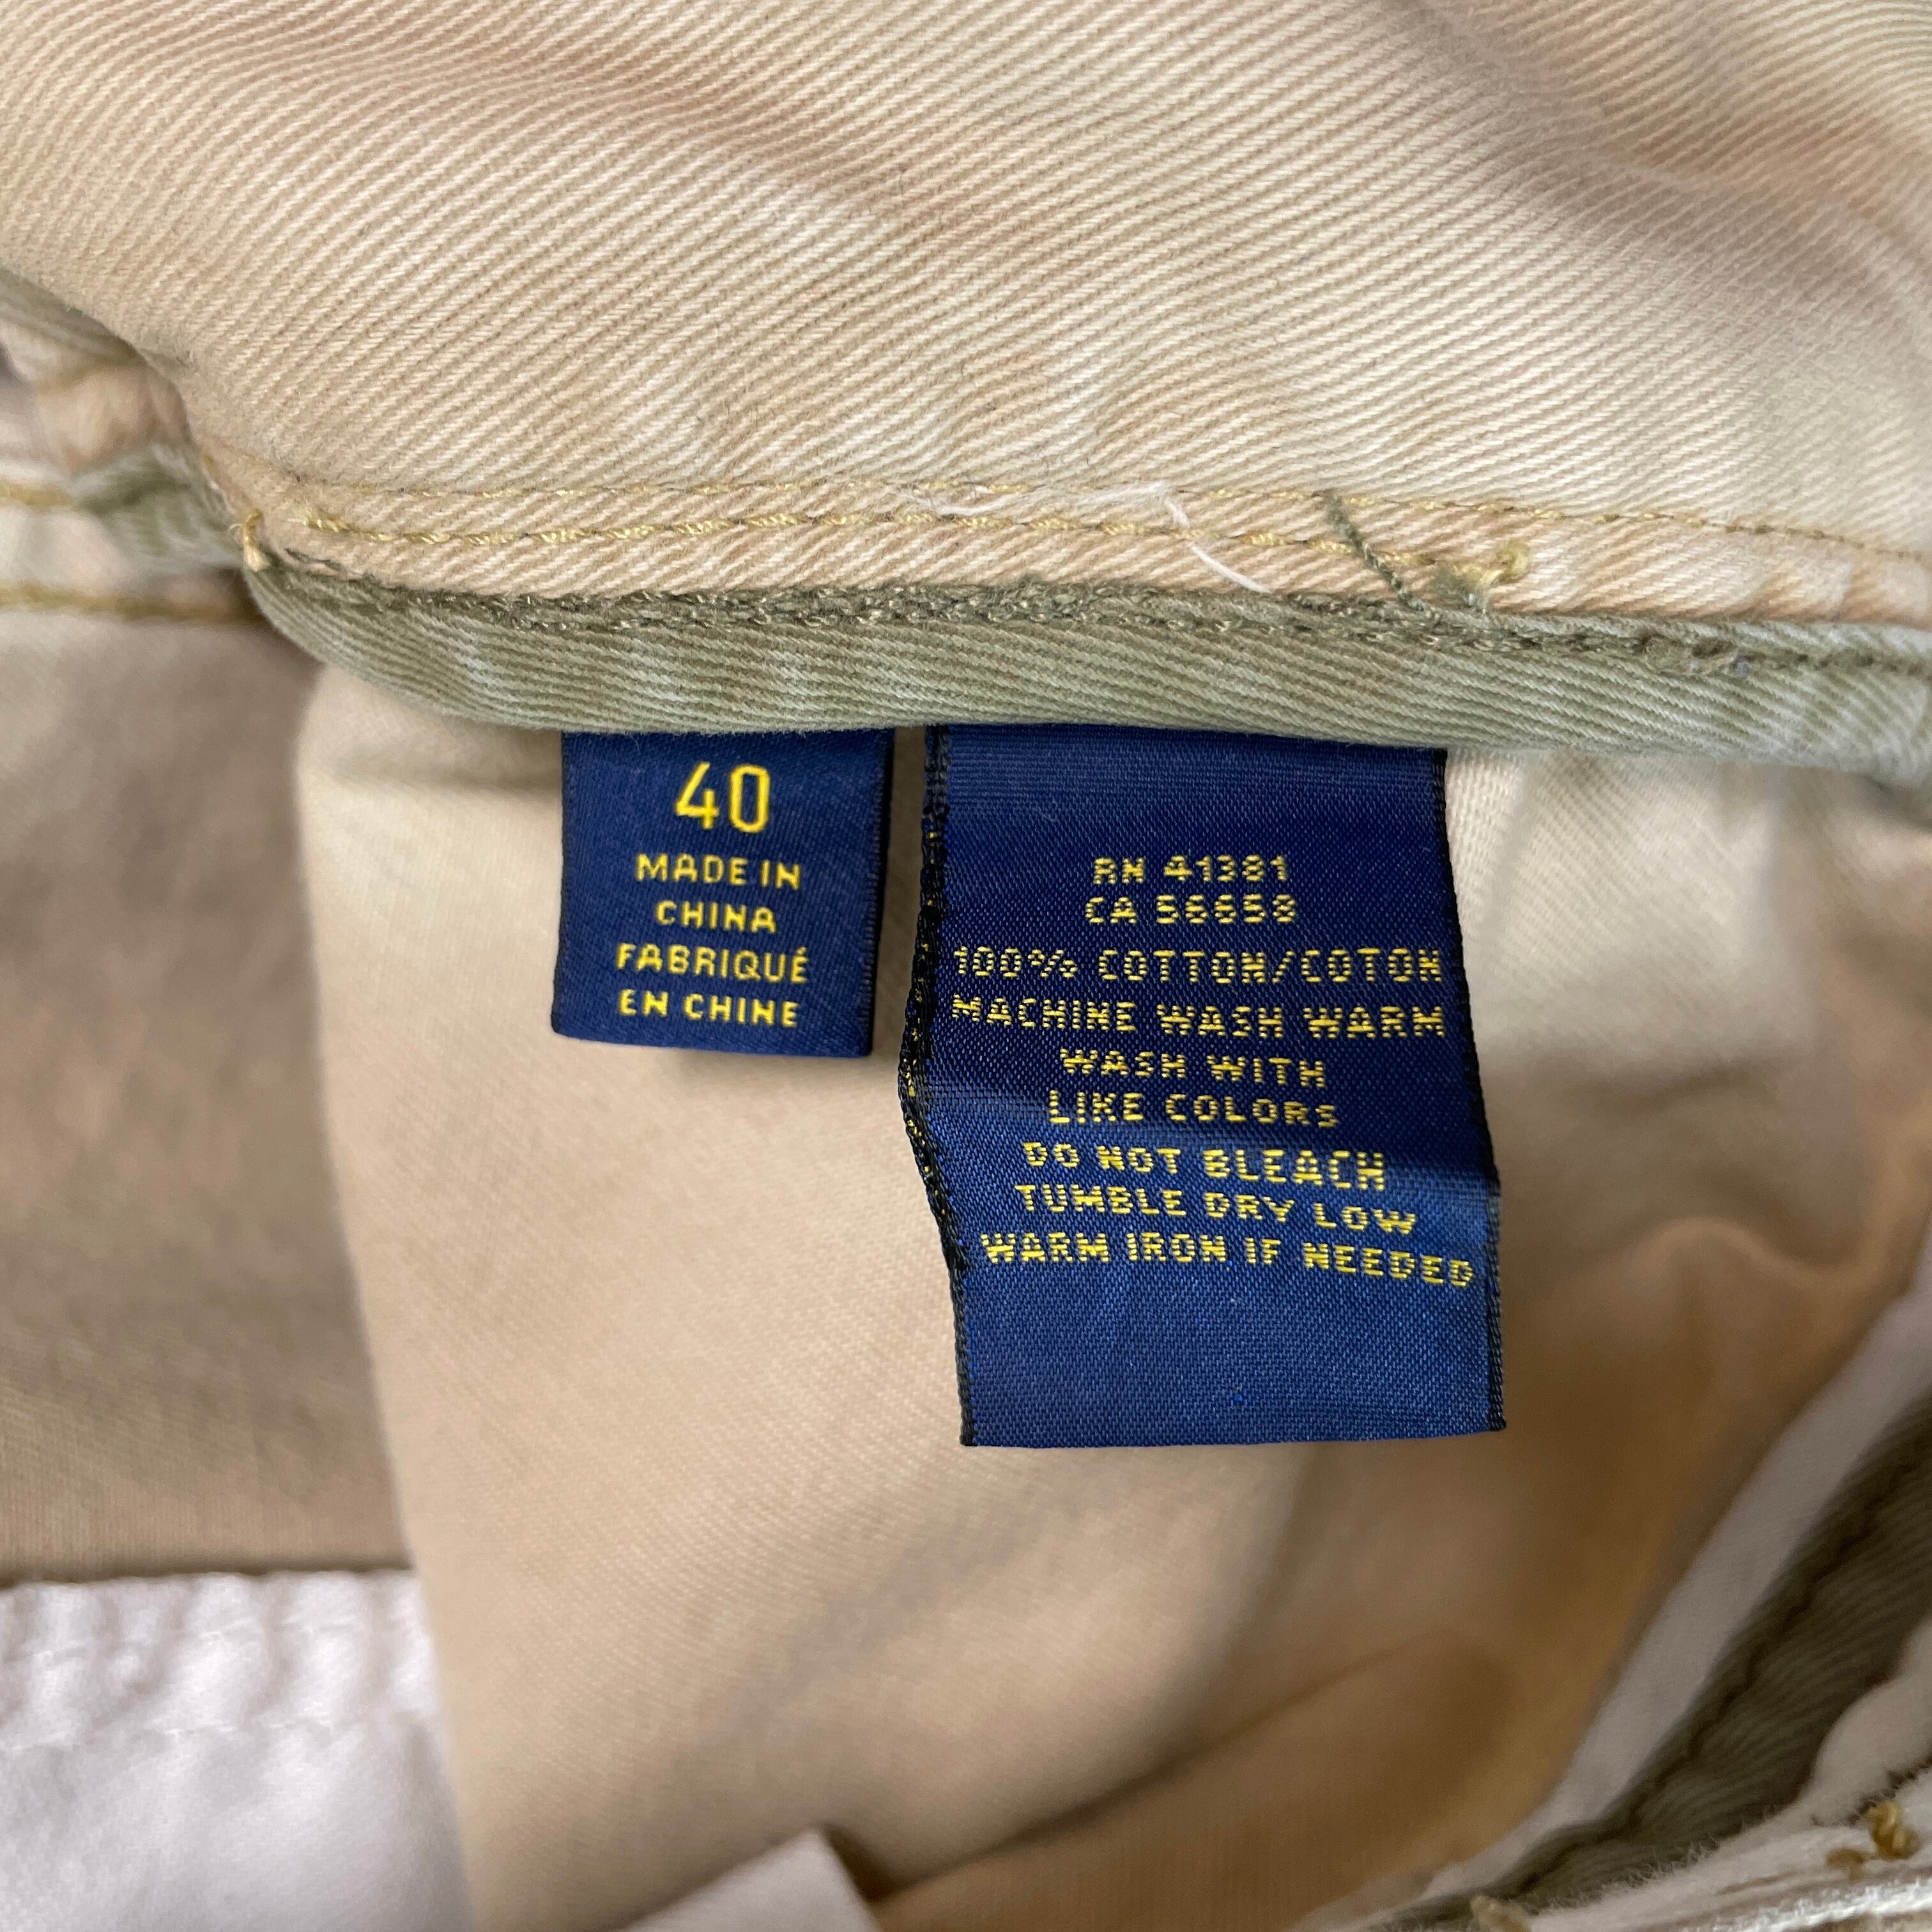 40
MADE IN
CHINA
FABRIQUÉ
EN CHINE
RN 41381
CA 56658
100% COTTON/COTON
MACHINE WASH WARM
WASH WITH
LIKE COLORS
DO NOT BLEACH
TUMBLE DRY LOW
WARM IRON IF NEEDED